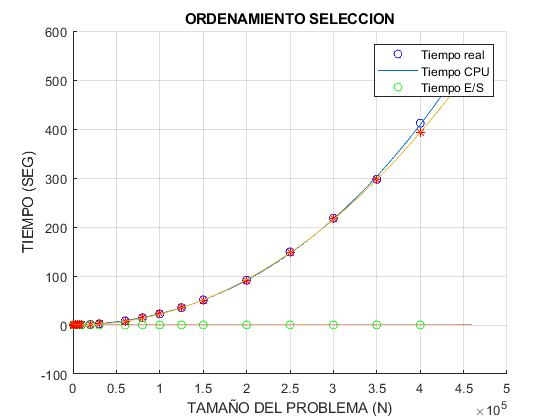 ORDENAMIENTO SELECCION
600
500
400
300
200
100
0
-100
TIEMPO (SEG)
Tiempo real
Tiempo CPU
Tiempo E/S
0 0.5 1 1.5 2 2.5 3 3.5 4 4.5 5
TAMAÑO DEL PROBLEMA (N)
× 10^5